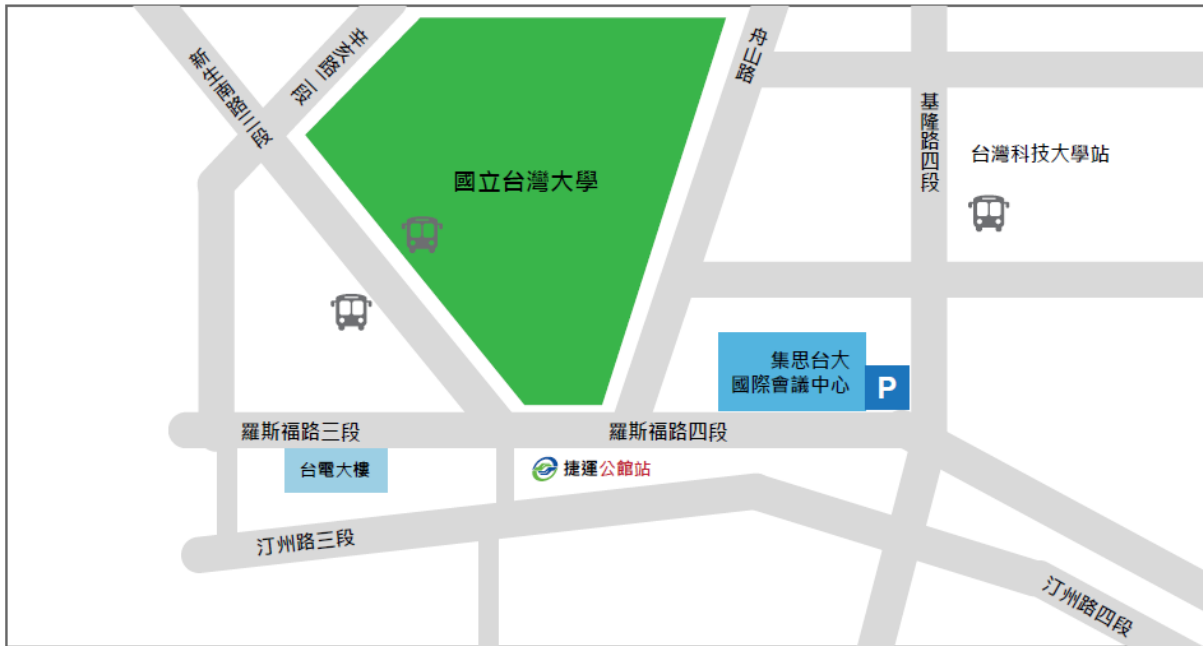 新生南路三段
辛亥路二段
舟山路
基隆路四段
國立台灣大學
台灣科技大學站
集思台大
國際會議中心
P
羅斯福路三段
羅斯福路四段
台電大樓
捷運公館站
汀州路三段
汀州路四段